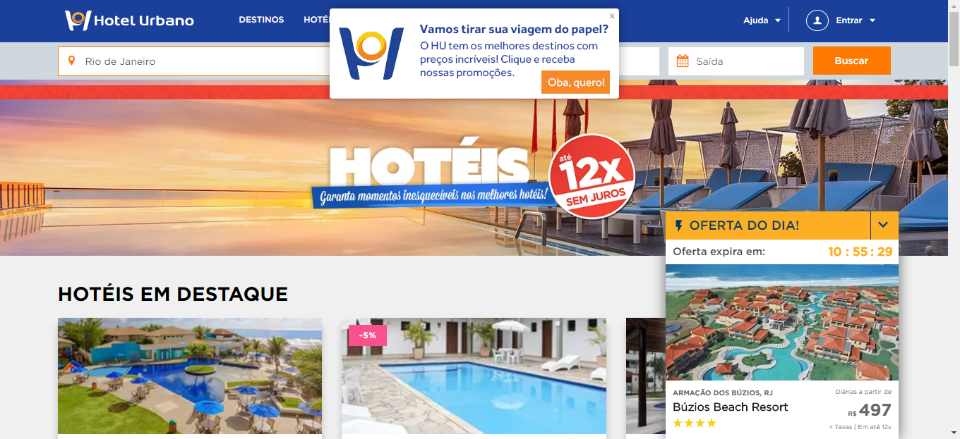 Hotel Urbano
DESTINOS
Ajuda
Entrar
x
Vamos tirar sua viagem do papel?
O HU tem os melhores destinos com
preços incríveis! Clique e receba
nossas promoções.
Oba, quero!
Rio de Janeiro
Saída
Buscar
HOTÉIS
Garanta momentos inesquecíveis nos melhores hotéis!
até
12x
SEM JUROS
OFERTA DO DIA!
Oferta expira em:
10 : 55 : 29
HOTÉIS EM DESTAQUE
-5%
ARMAÇÃO DOS BÚZIOS, RJ
Diárias a partir de
Búzios Beach Resort
R$ 497
+ Taxas | Em até 12x